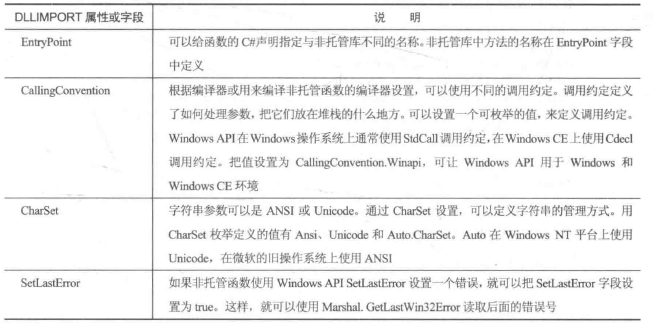 DLLIMPORT 属性或字段 说 明
EntryPoint 可以给函数的 C#声明指定与非托管库不同的名称。非托管库中方法的名称在 EntryPoint 字段
中定义
CallingConvention 根据编译器或用来编译非托管函数的编译器设置，可以使用不同的调用约定。调用约定定义
了如何处理参数，把它们放在堆栈的什么地方。可以设置一个可枚举的值，来定义调用约定。
Windows API 在 Windows 操作系统上通常使用 StdCall 调用约定，在 Windows CE 上使用 Cdecl
调用约定。把值设置为 CallingConvention.Winapi，可让 Windows API 用于 Windows 和
Windows CE 环境
CharSet 字符串参数可以是 ANSI 或 Unicode。通过 CharSet 设置，可以定义字符串的管理方式。用
CharSet 枚举定义的值有 Ansi、Unicode 和 Auto.CharSet。Auto 在 Windows NT 平台上使用
Unicode，在微软的旧操作系统上使用 ANSI
SetLastError 如果非托管函数使用 Windows API SetLastError 设置一个错误，就可以把 SetLastError 字段设
置为 true。这样，就可以使用 Marshal. GetLastWin32Error 读取后面的错误号